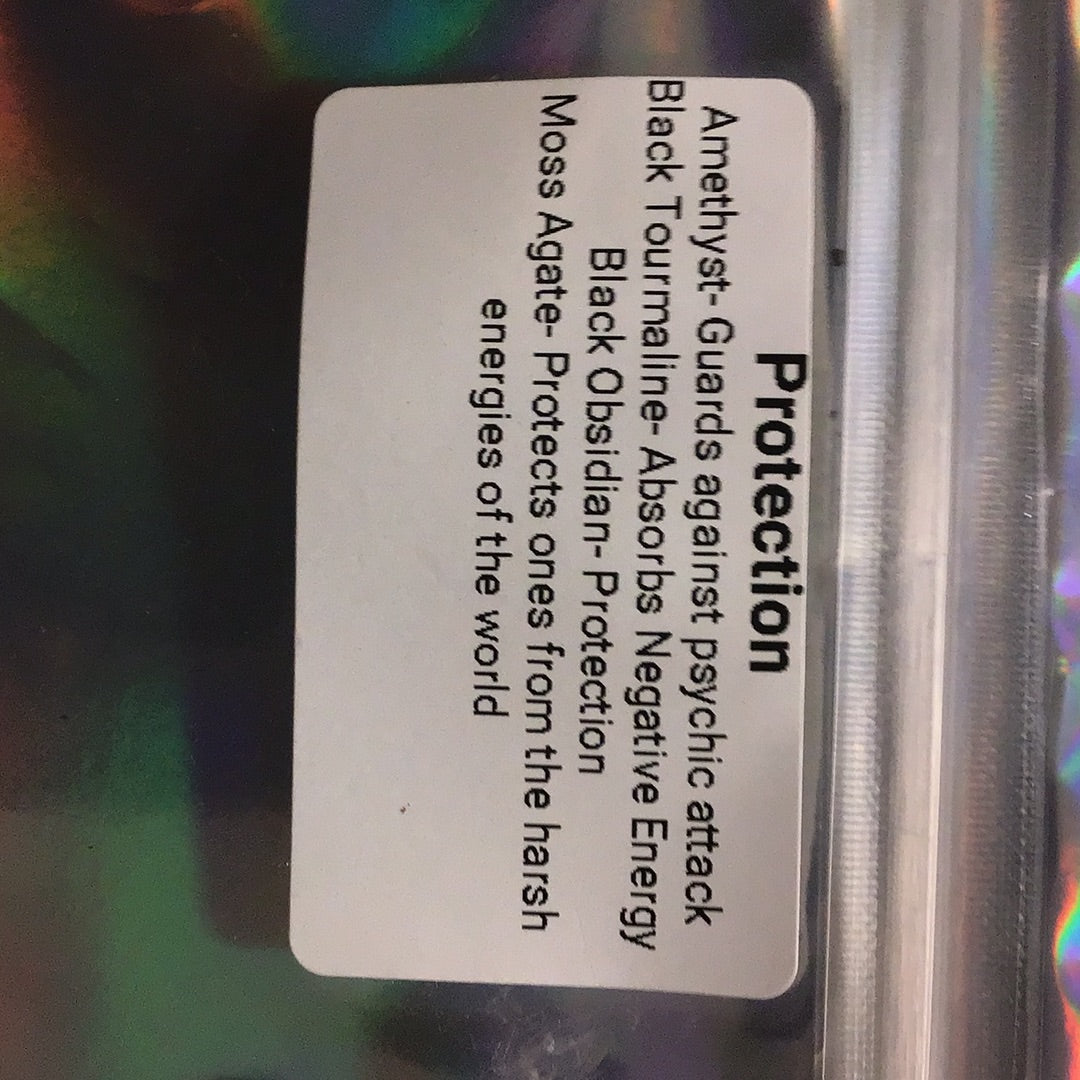 Protection
Amethyst- Guards against psychic attack
Black Tourmaline- Absorbs Negative Energy
Black Obsidian- Protection
Moss Agate- Protects ones from the harsh
energies of the world